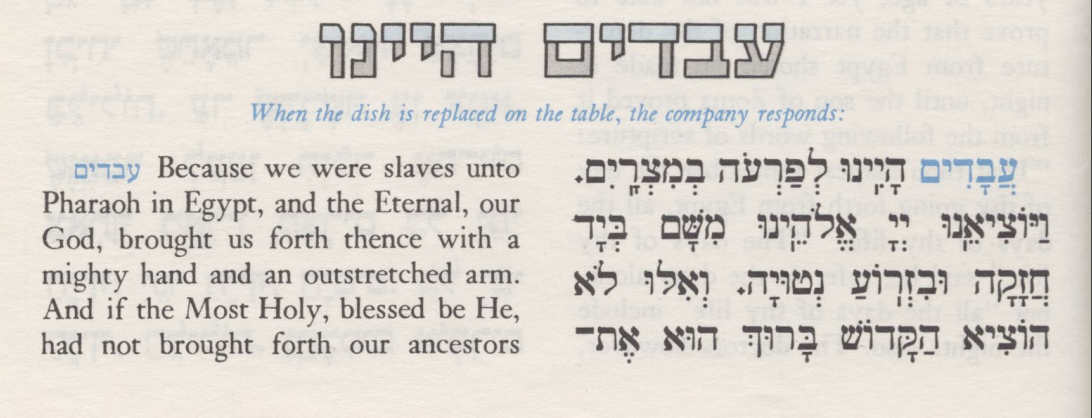 עבדים היינו
When the dish is replaced on the table, the company responds:
עבדים Because we were slaves unto
Pharaoh in Egypt, and the Eternal, our
God, brought us forth thence with a
mighty hand and an outstretched arm.
And if the Most Holy, blessed be He,
had not brought forth our ancestors
עֲבָדִים הָיִינוּ לְפַרְעֹה בְּמִצְרָיִם.
וַיּוֹצִיאֵנוּ יְיָ אֱלֹהֵינוּ מִשָּׁם בְּיָד
חֲזָקָה וּבִזְרוֹעַ נְטוּיָה. וְאִלּוּ לֹא
הוֹצִיא הַקָּדוֹשׁ בָּרוּךְ הוּא אֶת־